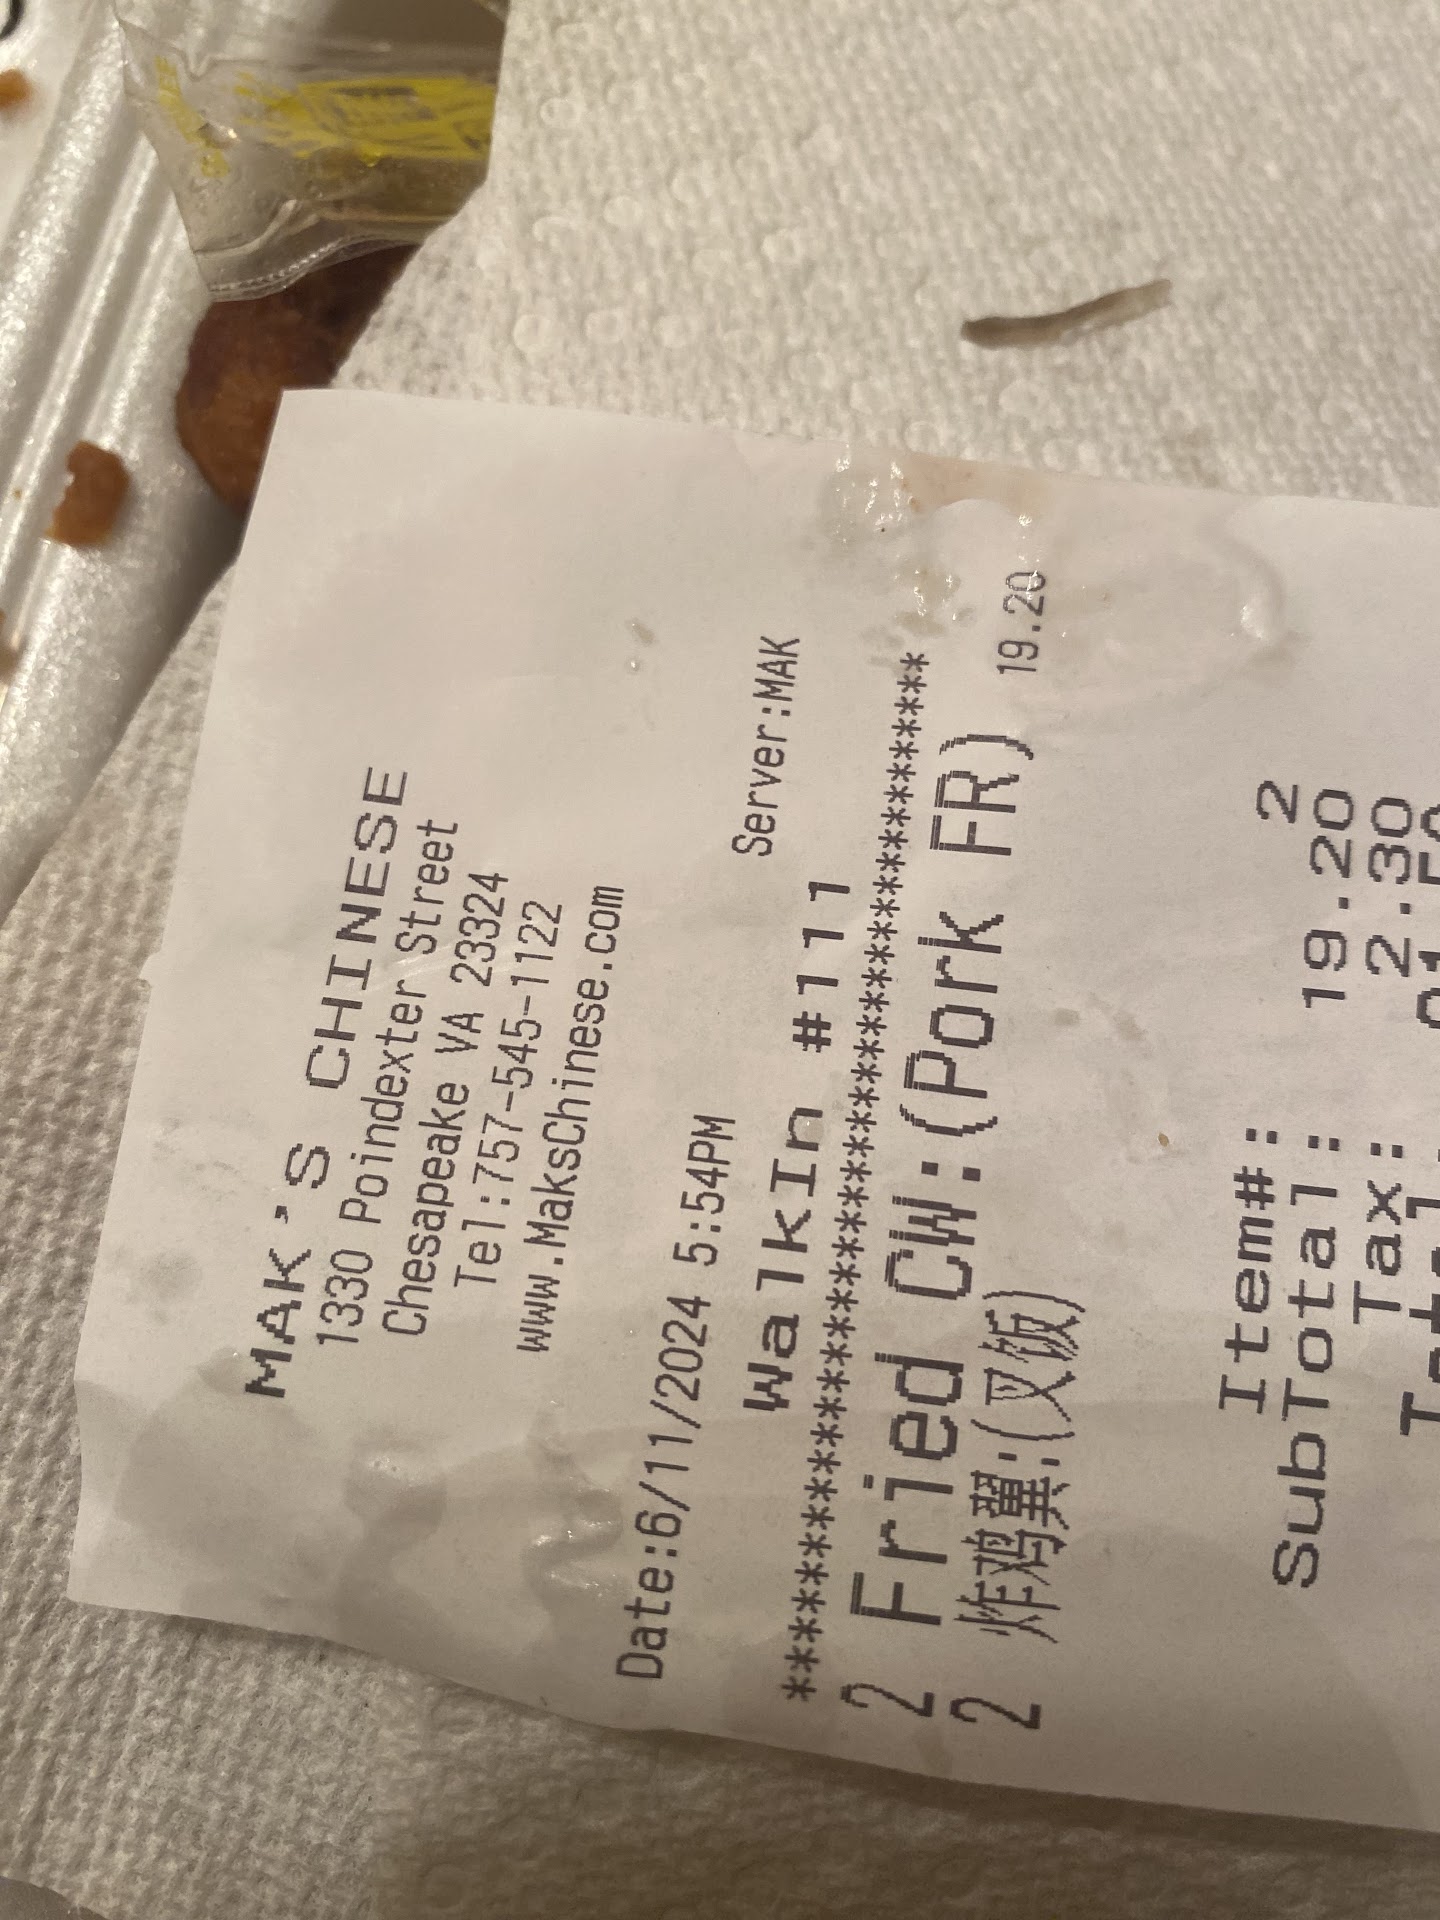 MAK'S CHINESE
1330 Poindexter Street
Chesapeake VA 23324
Tel:757-545-1122
www.MaksChinese.com
Date:6/11/2024 5:54PM Server:MAK
WalkIn #111
****************************************
2 Fried CW:(Pork FR) 19.20
2 炸鸡翼:(叉饭)
Item#: 2
SubTotal: 19.20
Tax: 2.30